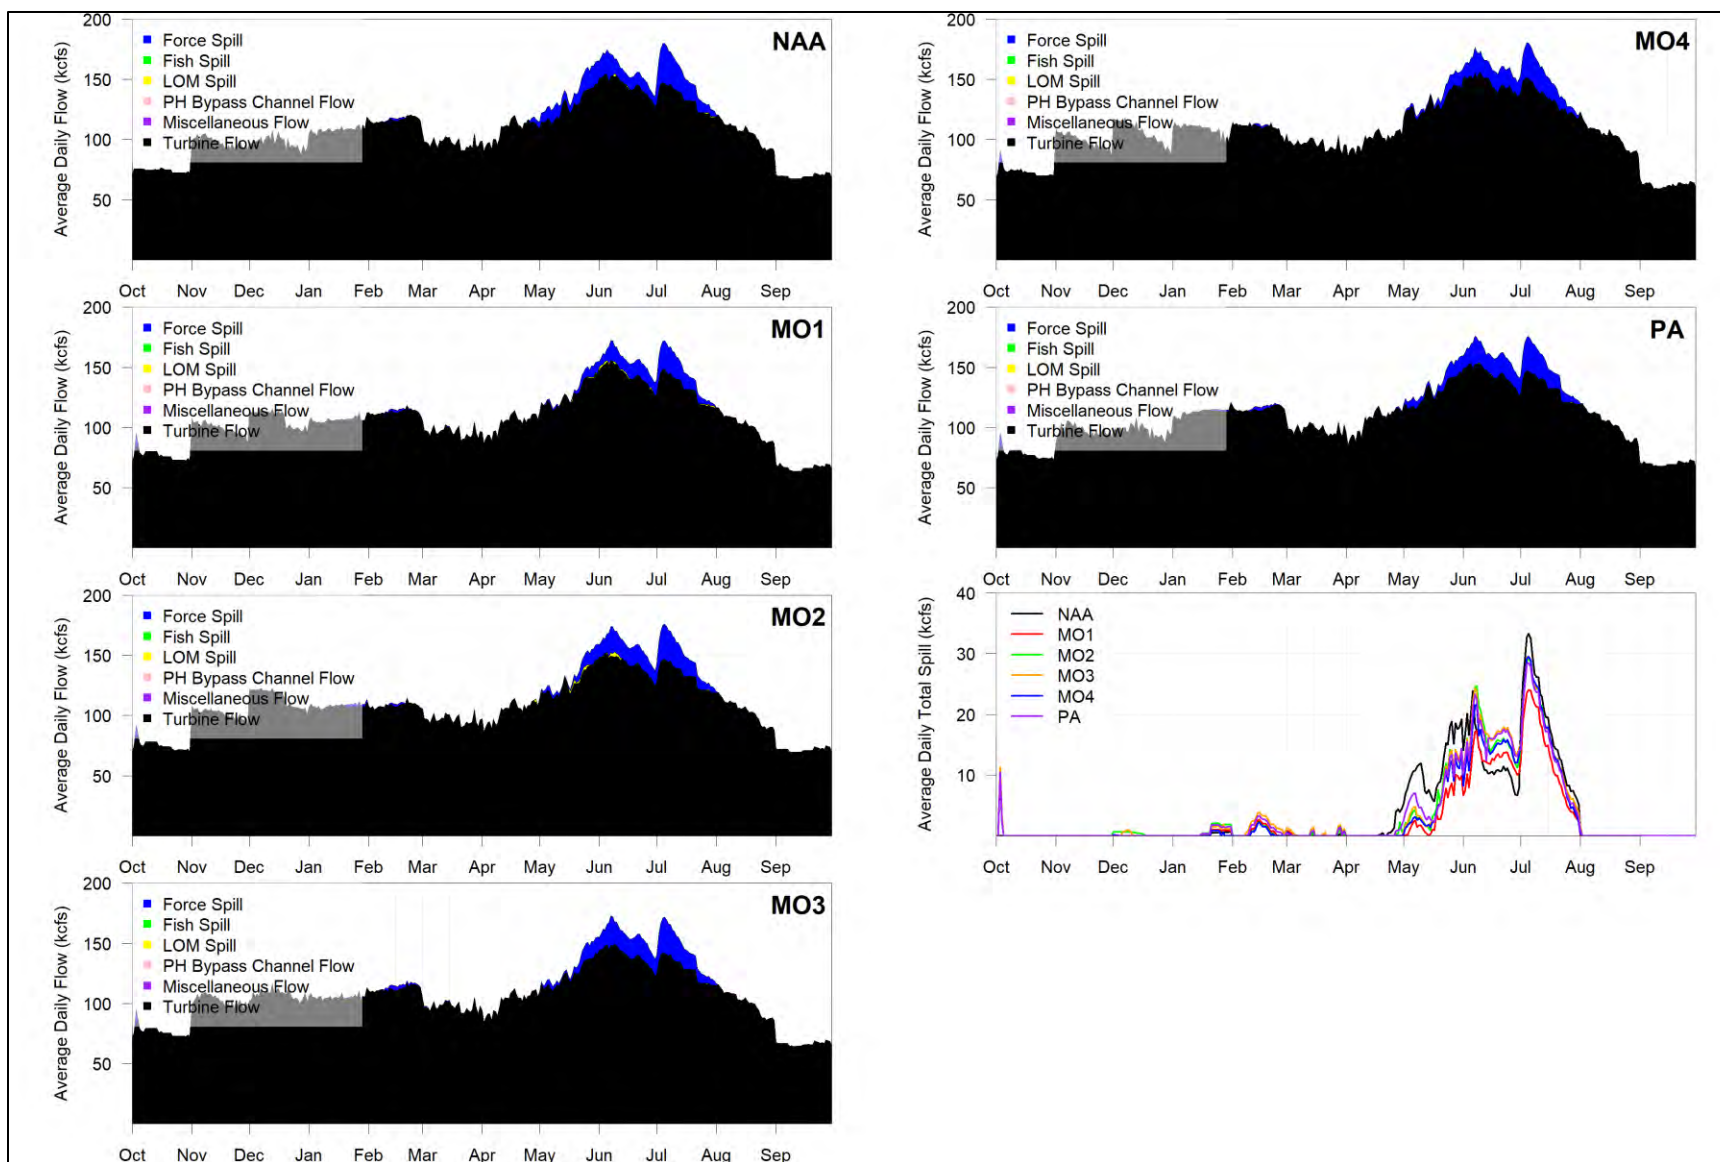 NAA
Average Daily Flow (kcfs)
200
150
100
50
Force Spill
Fish Spill
LOM Spill
PH Bypass Channel Flow
Miscellaneous Flow
Turbine Flow
Oct Nov Dec Jan Feb Mar Apr May Jun Jul Aug Sep
MO1
Average Daily Flow (kcfs)
200
150
100
50
Force Spill
Fish Spill
LOM Spill
PH Bypass Channel Flow
Miscellaneous Flow
Turbine Flow
Oct Nov Dec Jan Feb Mar Apr May Jun Jul Aug Sep
MO2
Average Daily Flow (kcfs)
200
150
100
50
Force Spill
Fish Spill
LOM Spill
PH Bypass Channel Flow
Miscellaneous Flow
Turbine Flow
Oct Nov Dec Jan Feb Mar Apr May Jun Jul Aug Sep
MO3
Average Daily Flow (kcfs)
200
150
100
50
Force Spill
Fish Spill
LOM Spill
PH Bypass Channel Flow
Miscellaneous Flow
Turbine Flow
Oct Nov Dec Jan Feb Mar Apr May Jun Jul Aug Sep
MO4
Average Daily Flow (kcfs)
200
150
100
50
Force Spill
Fish Spill
LOM Spill
PH Bypass Channel Flow
Miscellaneous Flow
Turbine Flow
Oct Nov Dec Jan Feb Mar Apr May Jun Jul Aug Sep
PA
Average Daily Flow (kcfs)
200
150
100
50
Force Spill
Fish Spill
LOM Spill
PH Bypass Channel Flow
Miscellaneous Flow
Turbine Flow
Oct Nov Dec Jan Feb Mar Apr May Jun Jul Aug Sep
Average Daily Total Spill (kcfs)
40
30
20
10
NAA
MO1
MO2
MO3
MO4
PA
Oct Nov Dec Jan Feb Mar Apr May Jun Jul Aug Sep